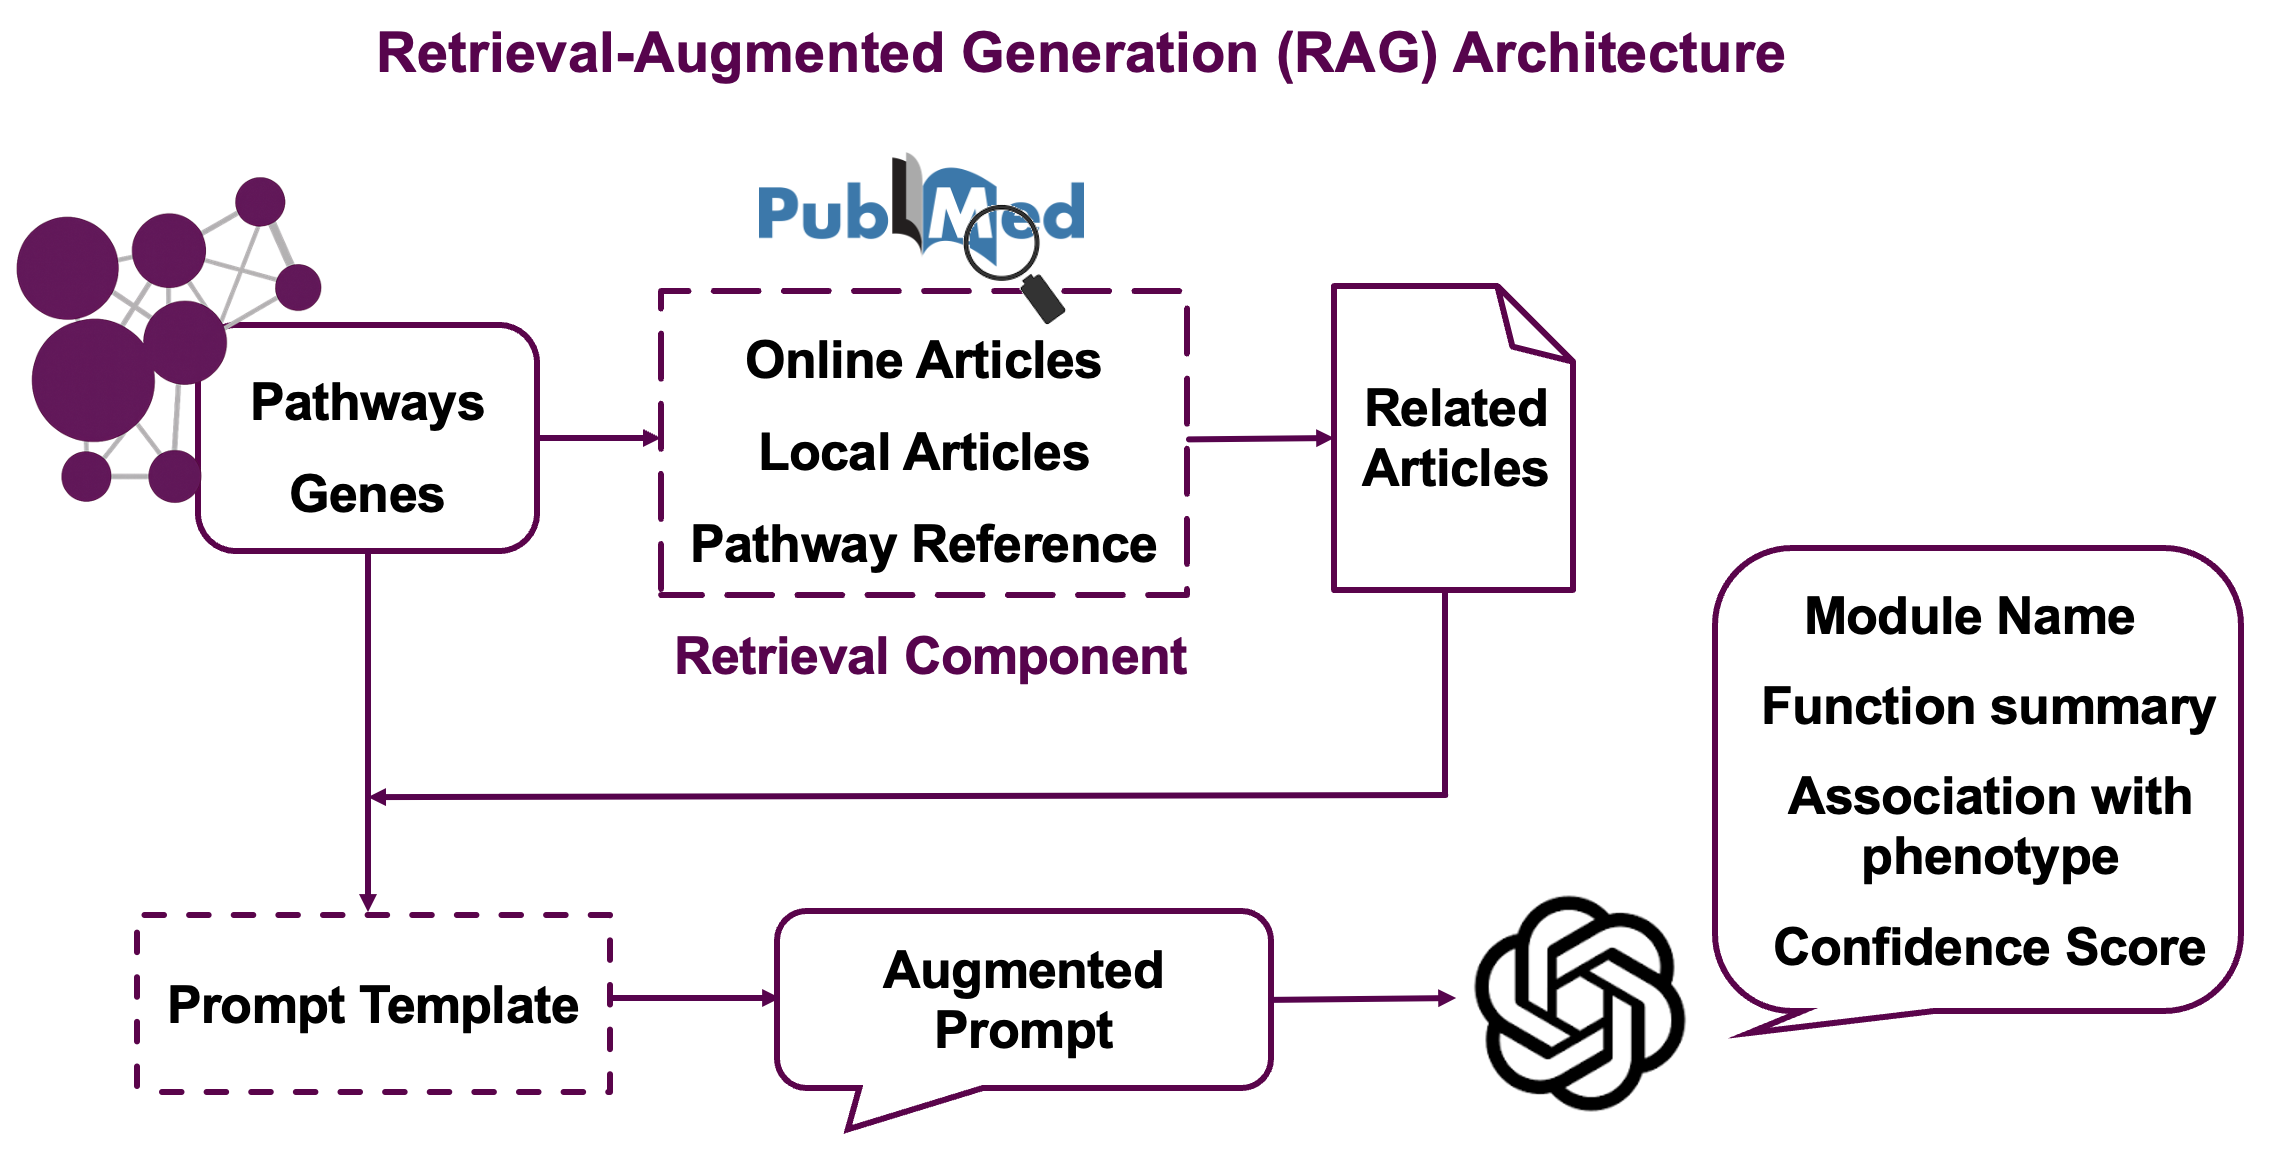 Retrieval-Augmented Generation (RAG) Architecture
PubMed
Pathways
Genes
Online Articles
Local Articles
Pathway Reference
Retrieval Component
Related
Articles
Module Name
Function summary
Association with
phenotype
Confidence Score
Prompt Template
Augmented
Prompt